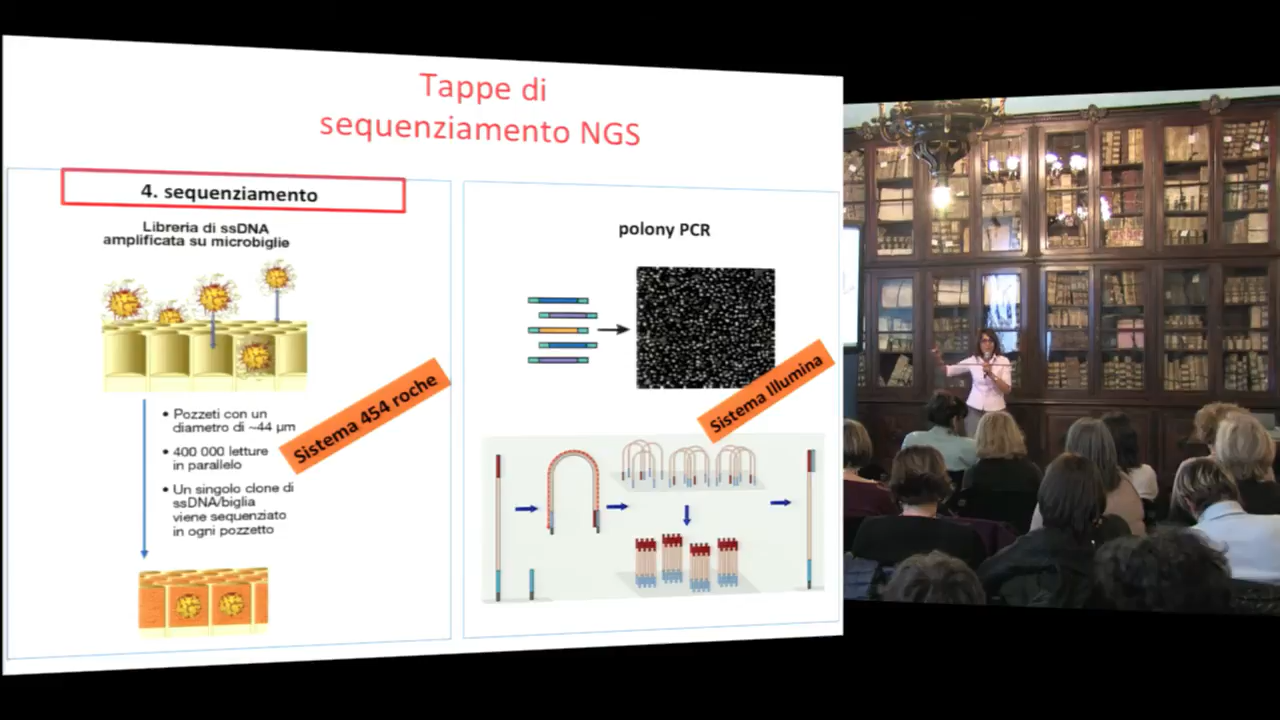 Tappe di
sequenziamento NGS
4. sequenziamento
Libreria di ssDNA
amplificata su microbiglie
• Pozzeti con un
diametro di ~44 µm
• 400 000 letture
in parallelo
• Un singolo clone di
ssDNA/biglia
viene sequenziato
in ogni pozzetto
Sistema 454 roche
polony PCR
Sistema Illumina